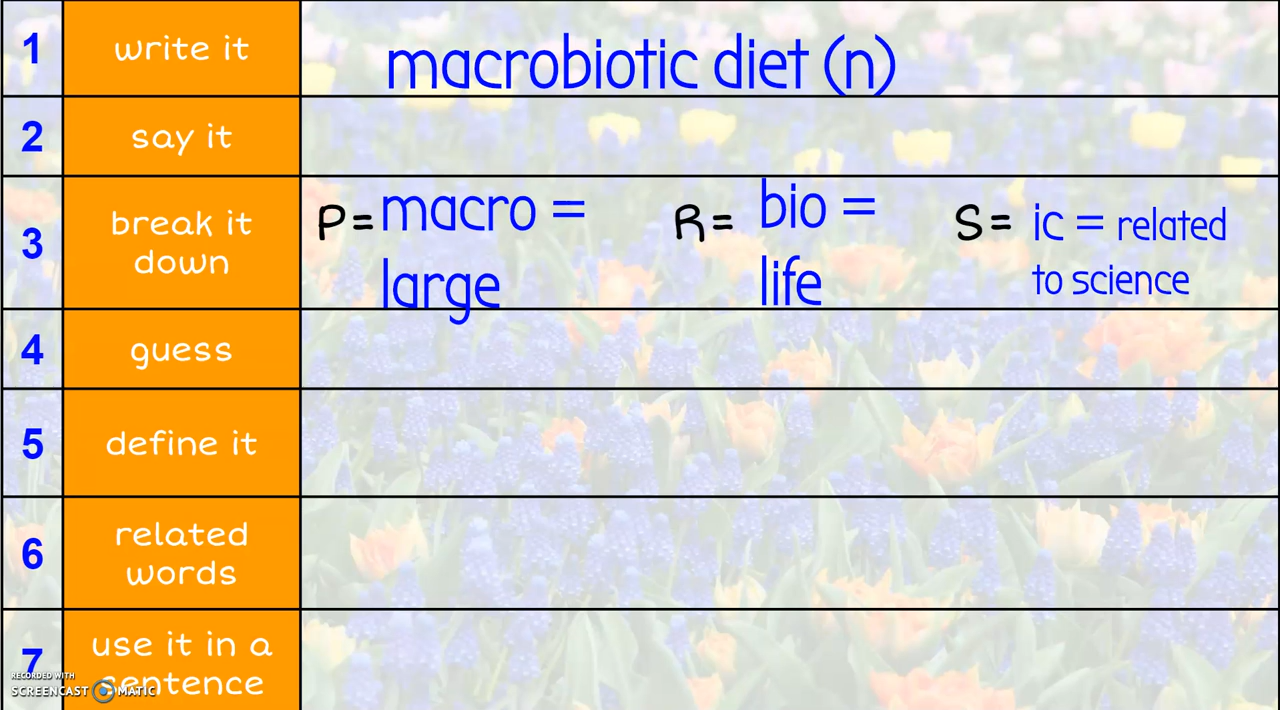 1 write it macrobiotic diet (n)
2 say it
3 break it down P= macro = large R= bio = life S= ic = related to science
4 guess
5 define it
6 related words
7 use it in a sentence
RECORDED WITH
SCREENCAST MATIC